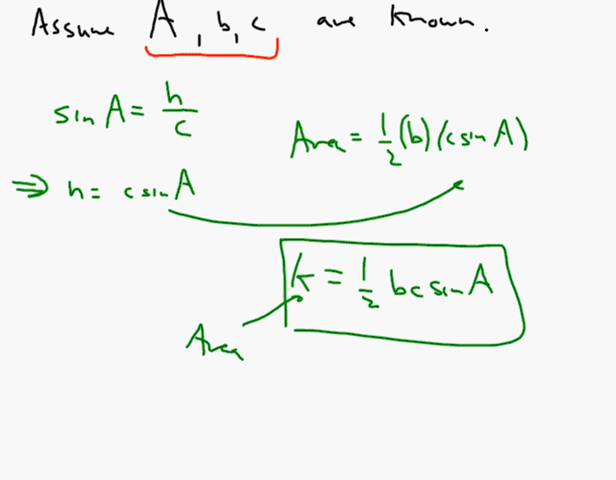 Assume A, b, c are known.
sin A = h/c
Area = 1/2 (b) (c sin A)
⇒ h = c sin A
k = 1/2 bc sin A
Area